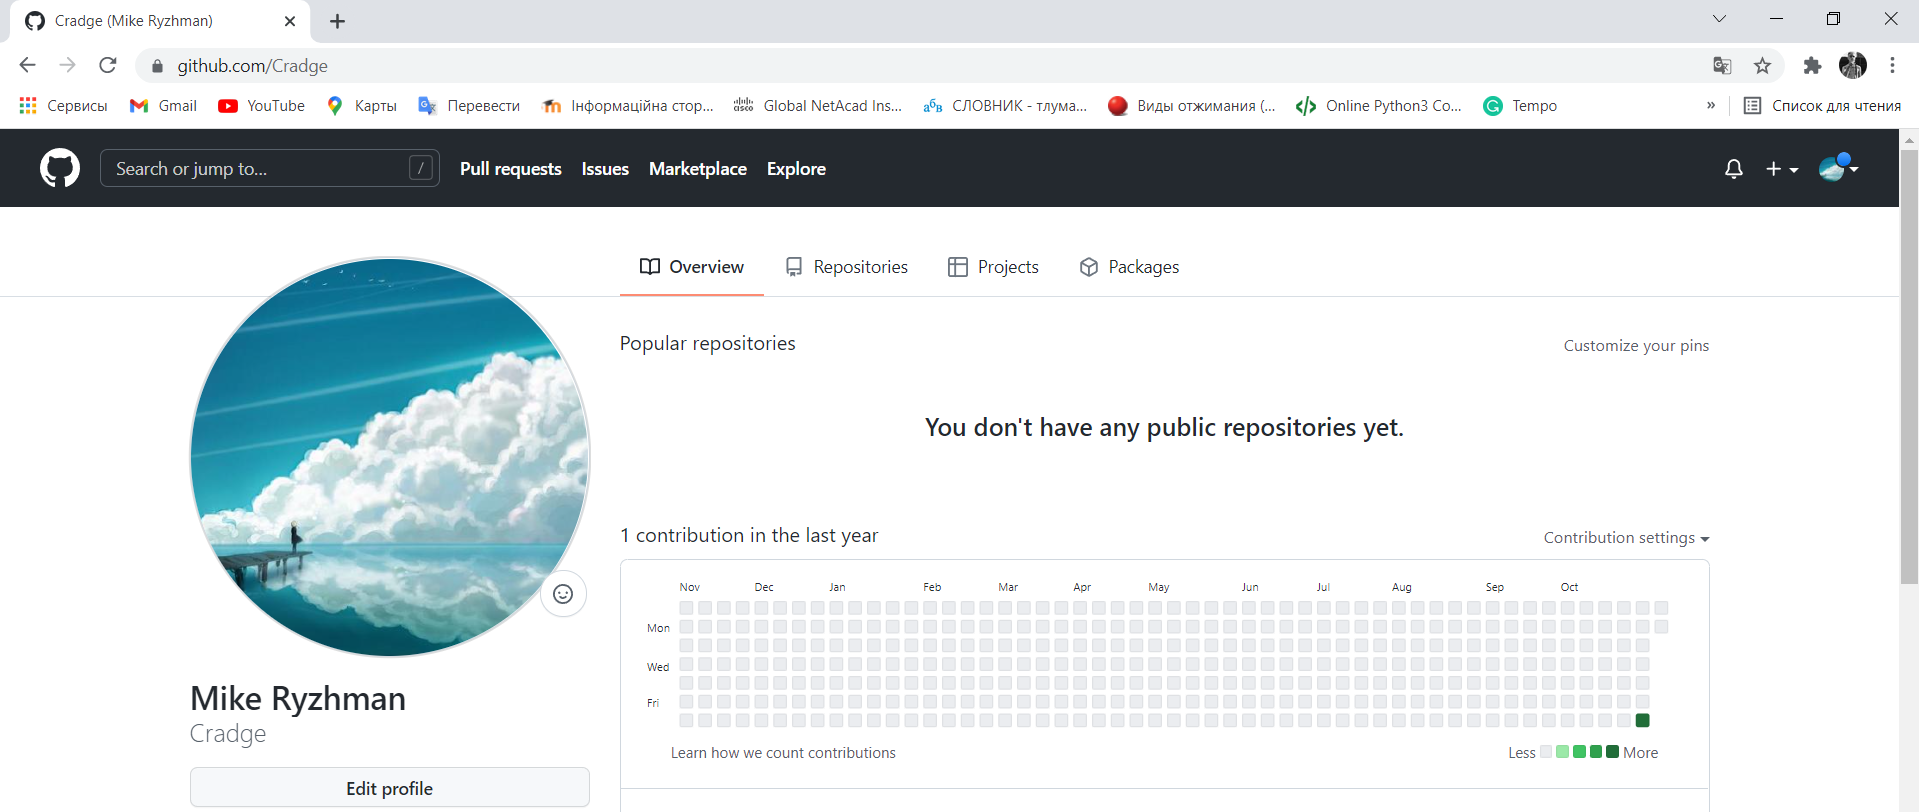 Cradge (Mike Ryzhman)
github.com/Cradge
Сервисы
Gmail
YouTube
Карты
Перевести
Інформаційна стор...
cisco
Global NetAcad Ins...
абв
СЛОВНИК - тлума...
Виды отжимания (...
Online Python3 Co...
Tempo
»
Список для чтения
Search or jump to...
/
Pull requests
Issues
Marketplace
Explore
Overview
Repositories
Projects
Packages
Popular repositories
Customize your pins
You don't have any public repositories yet.
1 contribution in the last year
Contribution settings
Nov Dec Jan Feb Mar Apr May Jun Jul Aug Sep Oct
Mon
Wed
Fri
Learn how we count contributions
Less
More
Mike Ryzhman
Cradge
Edit profile